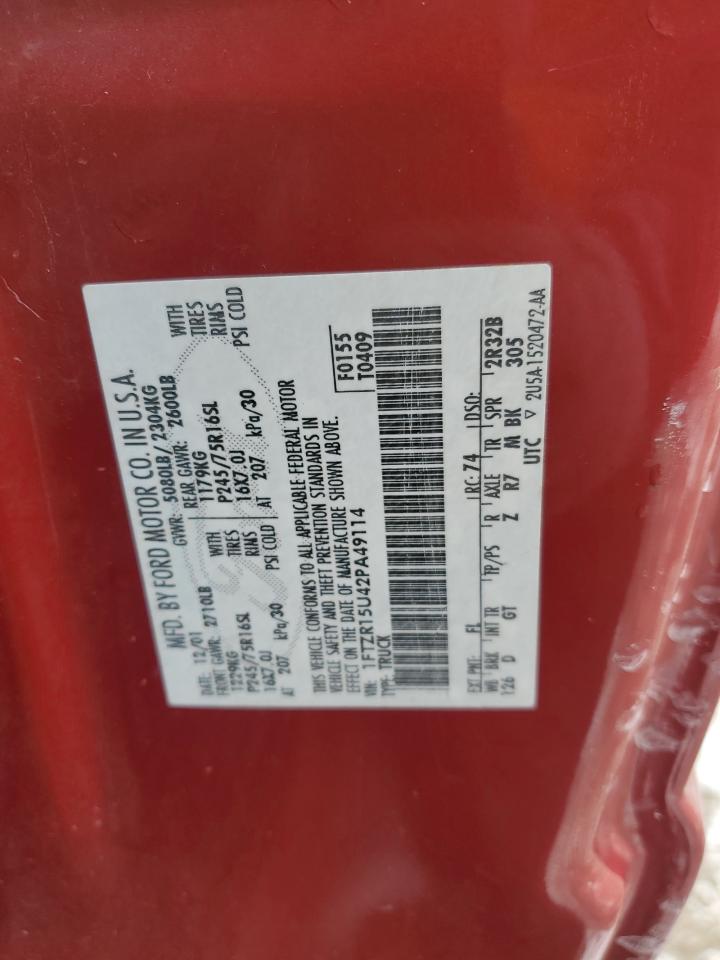 MFD. BY FORD MOTOR CO. IN U.S.A.
DATE: 12/01 GVWR: 5080LB/ 2304KG
FRONT GAWR: 2710LB REAR GAWR: 2600LB
1229KG WITH 1179KG WITH
P245/75R16SL TIRES P245/75R16SL TIRES
16X7.0J RIMS 16X7.0J RIMS
AT 207 kPa/30 PSI COLD AT 207 kPa/30 PSI COLD
THIS VEHICLE CONFORMS TO ALL APPLICABLE FEDERAL MOTOR
VEHICLE SAFETY AND THEFT PREVENTION STANDARDS IN
EFFECT ON THE DATE OF MANUFACTURE SHOWN ABOVE.
VIN: 1FTZR15U42PA49114 F0155
TYPE: TRUCK T0409
EXT PNT: FL RC: 74 DSO:
WB BRK INT TR TP/PS R AXLE TR SPR 2R32B
126 D GT Z R7 M BK 305
UTC ▽ 2U5A-1520472-AA